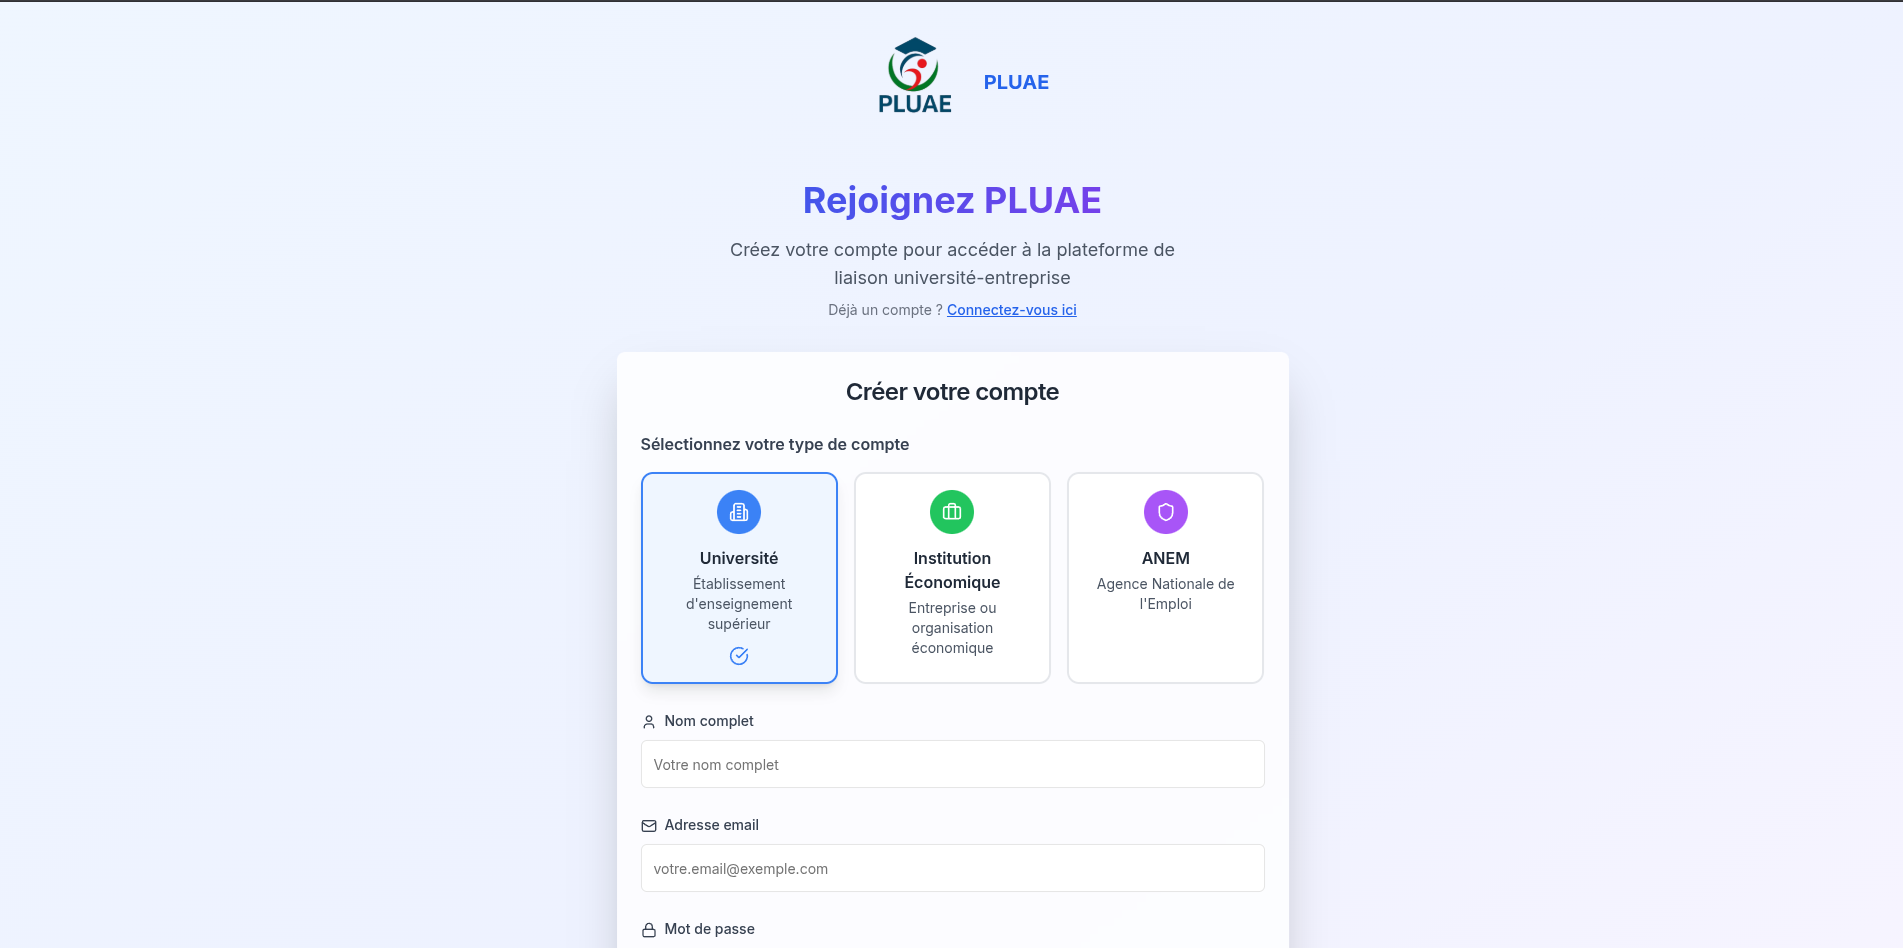 PLUAE
PLUAE
Rejoignez PLUAE
Créez votre compte pour accéder à la plateforme de
liaison université-entreprise
Déjà un compte ? Connectez-vous ici
Créer votre compte
Sélectionnez votre type de compte
Université
Établissement
d'enseignement
supérieur
Institution
Économique
Entreprise ou
organisation
économique
ANEM
Agence Nationale de
l'Emploi
Nom complet
Votre nom complet
Adresse email
votre.email@exemple.com
Mot de passe